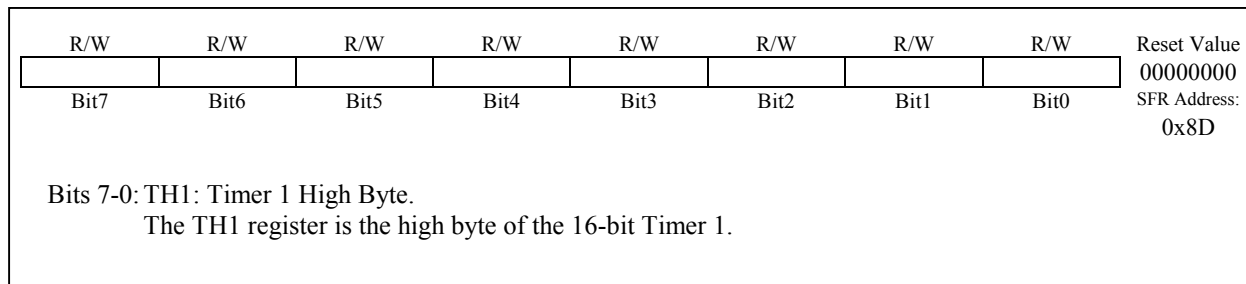 R/W R/W R/W R/W R/W R/W R/W R/W Reset Value
00000000
Bit7 Bit6 Bit5 Bit4 Bit3 Bit2 Bit1 Bit0 SFR Address:
0x8D
Bits 7-0: TH1: Timer 1 High Byte.
The TH1 register is the high byte of the 16-bit Timer 1.